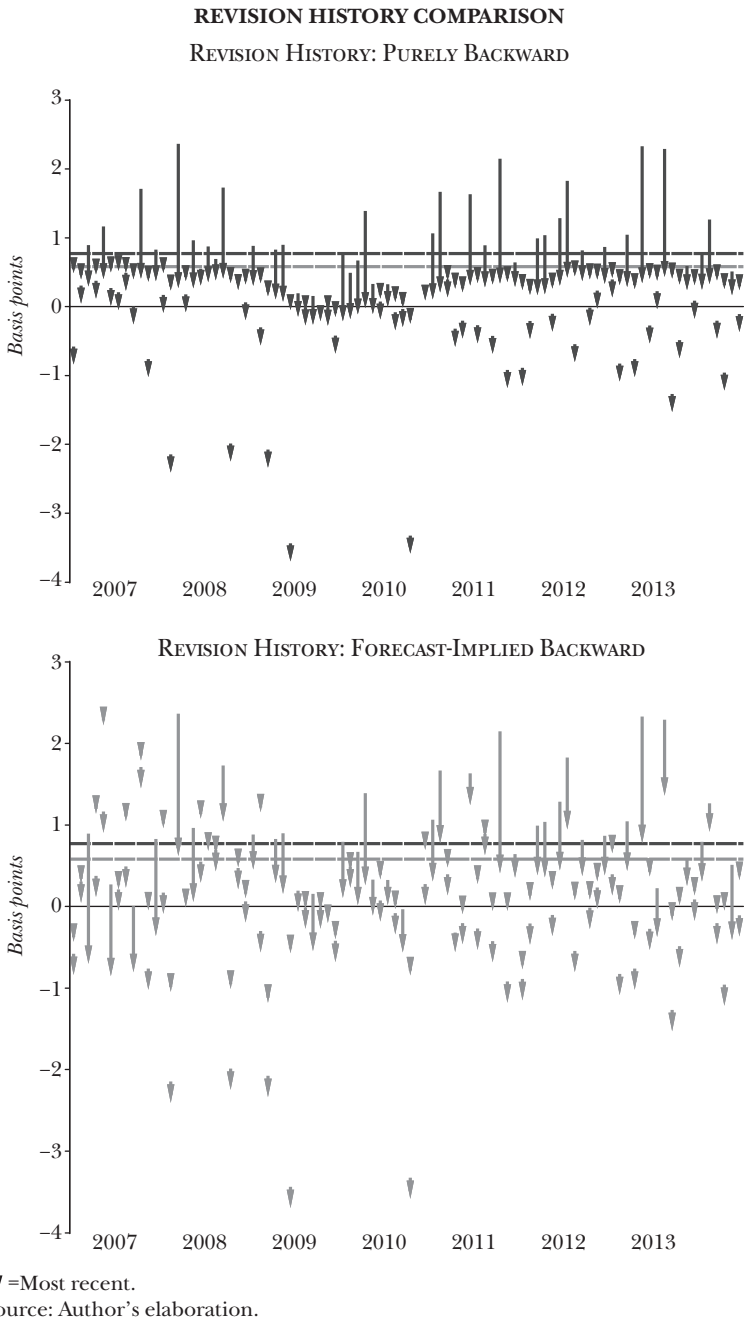 REVISION HISTORY COMPARISON
REVISION HISTORY: PURELY BACKWARD
3
2
1
0
−1
−2
−3
−4
Basis points
2007 2008 2009 2010 2011 2012 2013
REVISION HISTORY: FORECAST-IMPLIED BACKWARD
3
2
1
0
−1
−2
−3
−4
Basis points
2007 2008 2009 2010 2011 2012 2013
=Most recent.
ource: Author's elaboration.